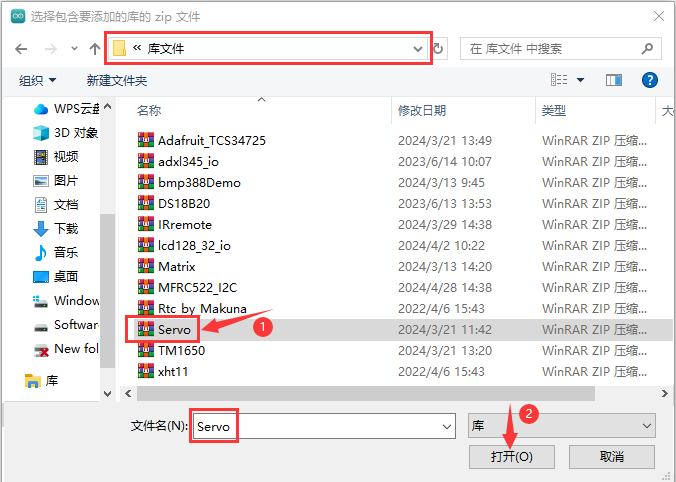 选择包含要添加的库的 zip 文件
« 库文件
在 库文件 中搜索
组织 新建文件夹
名称 修改日期 类型 大
WPS云盘
3D 对象
视频
图片
文档
下载
音乐
桌面
Window
Software
New fol
库
Adafruit_TCS34725 2024/3/21 13:49 WinRAR ZIP 压缩...
adxl345_io 2023/6/14 10:07 WinRAR ZIP 压缩...
bmp388Demo 2024/3/13 9:45 WinRAR ZIP 压缩...
DS18B20 2023/6/13 13:53 WinRAR ZIP 压缩...
IRremote 2024/3/29 14:38 WinRAR ZIP 压缩...
lcd128_32_io 2024/4/2 10:22 WinRAR ZIP 压缩...
Matrix 2024/3/13 14:20 WinRAR ZIP 压缩...
MFRC522_I2C 2024/4/28 14:38 WinRAR ZIP 压缩...
Rtc_by_Makuna 2022/4/6 15:43 WinRAR ZIP 压缩...
Servo 1 2024/3/21 11:42 WinRAR ZIP 压缩...
TM1650 2024/3/21 13:20 WinRAR ZIP 压缩...
xht11 2022/4/6 15:43 WinRAR ZIP 压缩...
文件名(N): Servo 2 库
打开(O) 取消